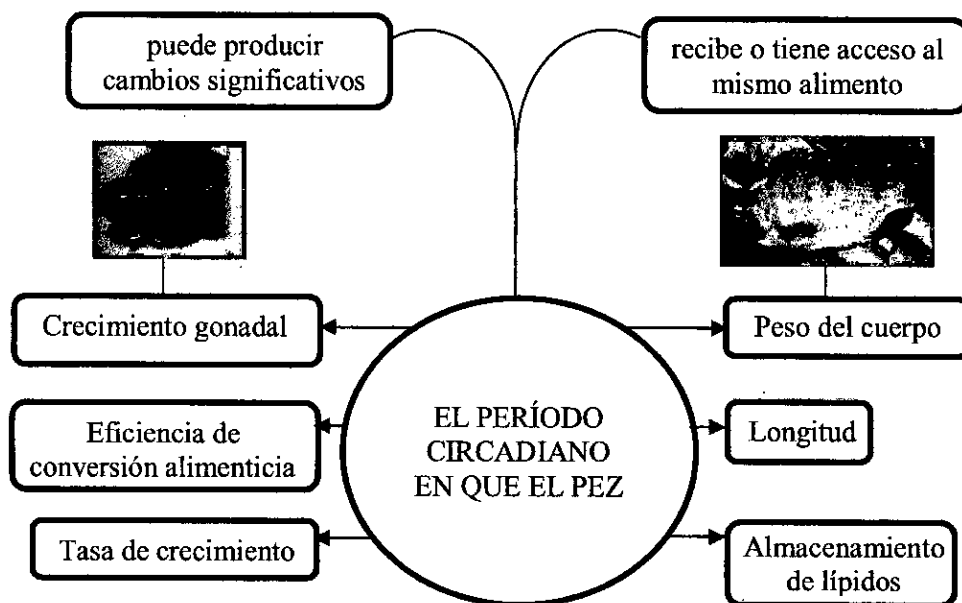 puede producir
cambios significativos
recibe o tiene acceso al
mismo alimento
Crecimiento gonadal
Peso del cuerpo
EL PERÍODO
CIRCADIANO
EN QUE EL PEZ
Eficiencia de
conversión alimenticia
Longitud
Tasa de crecimiento
Almacenamiento
de lípidos